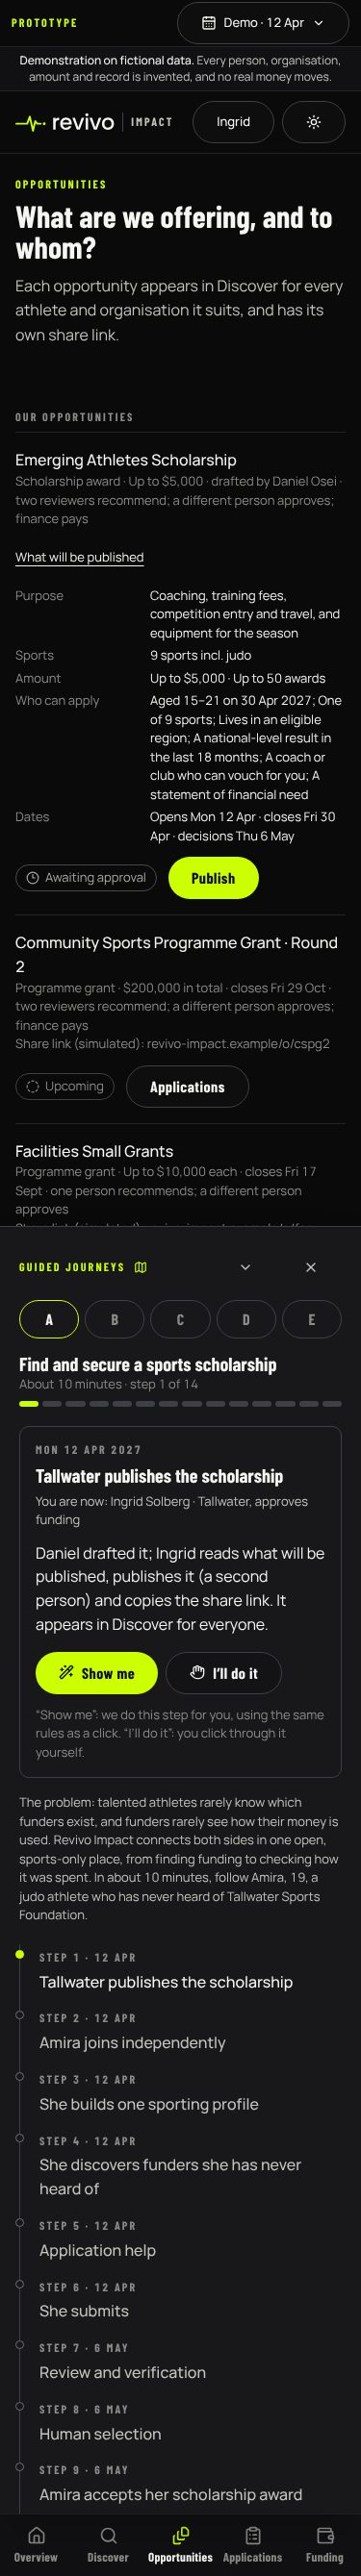 PROTOTYPE
Demo · 12 Apr
Demonstration on fictional data. Every person, organisation,
amount and record is invented, and no real money moves.
revivo IMPACT
Ingrid
OPPORTUNITIES
What are we offering, and to
whom?
Each opportunity appears in Discover for every
athlete and organisation it suits, and has its
own share link.
OUR OPPORTUNITIES
Emerging Athletes Scholarship
Scholarship award · Up to $5,000 · drafted by Daniel Osei ·
two reviewers recommend; a different person approves;
finance pays
What will be published
Purpose
Coaching, training fees,
competition entry and travel, and
equipment for the season
Sports
9 sports incl. judo
Amount
Up to $5,000 · Up to 50 awards
Who can apply
Aged 15–21 on 30 Apr 2027; One
of 9 sports; Lives in an eligible
region; A national-level result in
the last 18 months; A coach or
club who can vouch for you; A
statement of financial need
Dates
Opens Mon 12 Apr · closes Fri 30
Apr · decisions Thu 6 May
Awaiting approval
Publish
Community Sports Programme Grant · Round
2
Programme grant · $200,000 in total · closes Fri 29 Oct ·
two reviewers recommend; a different person approves;
finance pays
Share link (simulated): revivo-impact.example/o/cspg2
Upcoming
Applications
Facilities Small Grants
Programme grant · Up to $10,000 each · closes Fri 17
Sept · one person recommends; a different person
approves
GUIDED JOURNEYS
A
B
C
D
E
Find and secure a sports scholarship
About 10 minutes · step 1 of 14
MON 12 APR 2027
Tallwater publishes the scholarship
You are now: Ingrid Solberg · Tallwater, approves
funding
Daniel drafted it; Ingrid reads what will be
published, publishes it (a second
person) and copies the share link. It
appears in Discover for everyone.
Show me
I'll do it
“Show me”: we do this step for you, using the same
rules as a click. “I'll do it”: you click through it
yourself.
The problem: talented athletes rarely know which
funders exist, and funders rarely see how their money is
used. Revivo Impact connects both sides in one open,
sports-only place, from finding funding to checking how
it was spent. In about 10 minutes, follow Amira, 19, a
judo athlete who has never heard of Tallwater Sports
Foundation.
STEP 1 · 12 APR
Tallwater publishes the scholarship
STEP 2 · 12 APR
Amira joins independently
STEP 3 · 12 APR
She builds one sporting profile
STEP 4 · 12 APR
She discovers funders she has never
heard of
STEP 5 · 12 APR
Application help
STEP 6 · 12 APR
She submits
STEP 7 · 6 MAY
Review and verification
STEP 8 · 6 MAY
Human selection
STEP 9 · 6 MAY
Amira accepts her scholarship award
Overview
Discover
Opportunities
Applications
Funding